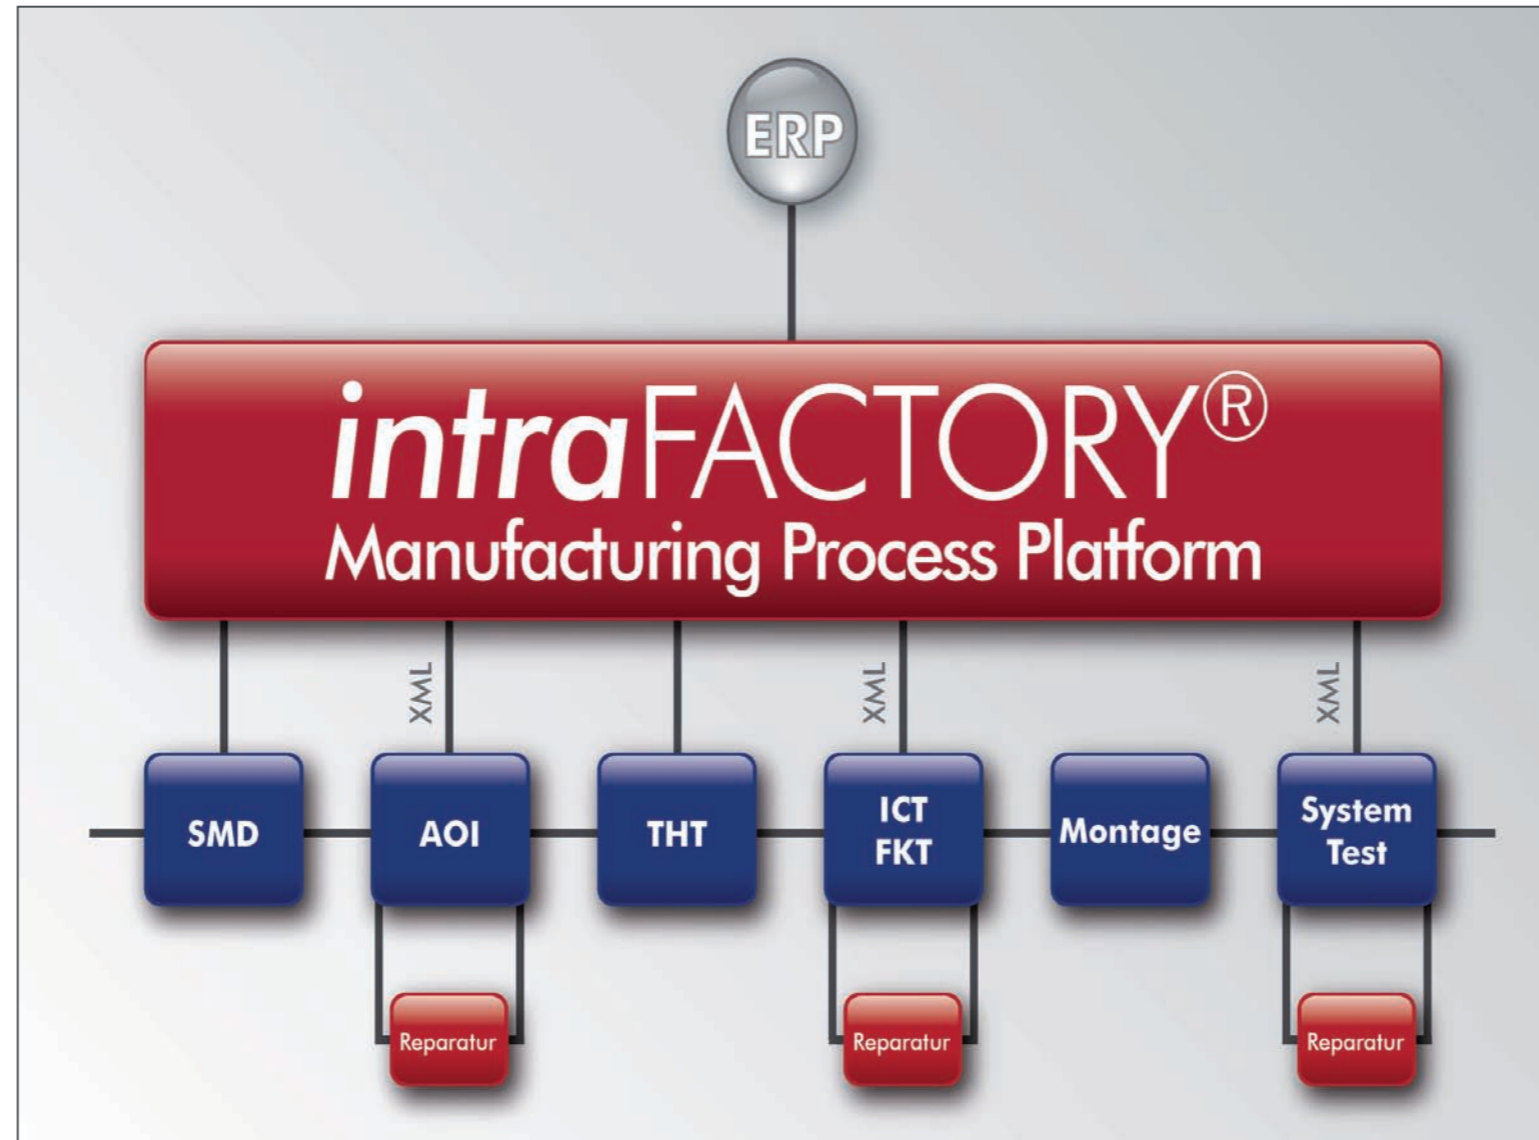 ERP
intraFACTORY®
Manufacturing Process Platform
XML
XML
XML
SMD
AOI
THT
ICT
FKT
Montage
System
Test
Reparatur
Reparatur
Reparatur